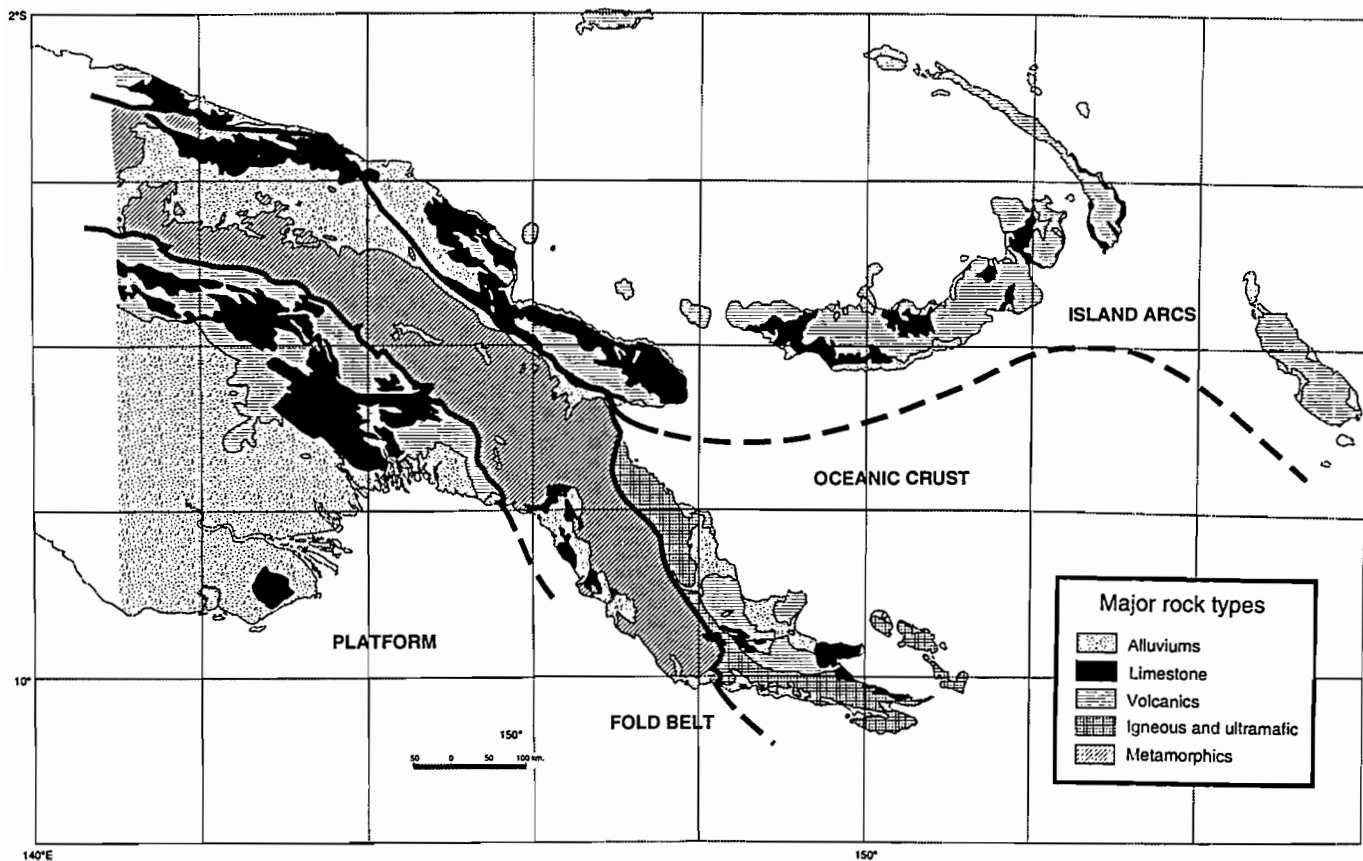 2°S
ISLAND ARCS
OCEANIC CRUST
PLATFORM
10°
FOLD BELT
150°
50 0 50 100 km.
Major rock types
Alluviums
Limestone
Volcanics
Igneous and ultramafic
Metamorphics
140°E
150°